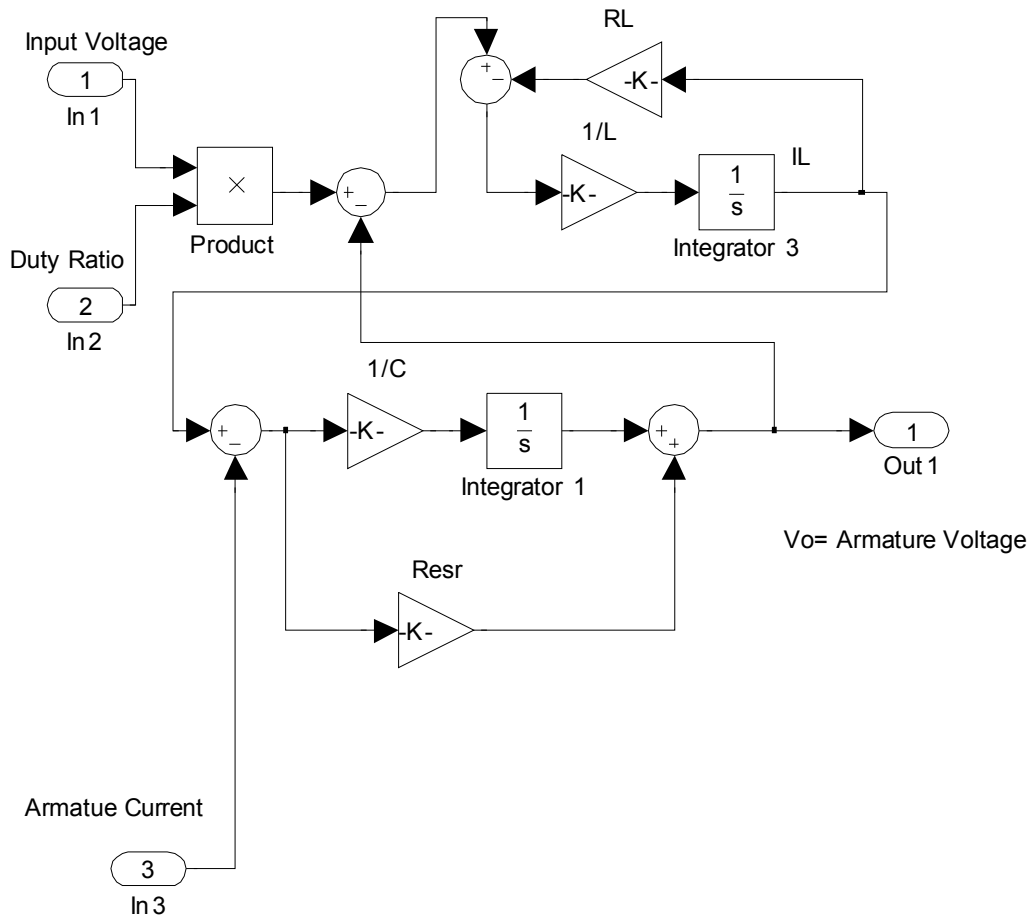 RL
Input Voltage
1
In 1
+
−
-K-
1/L
-K-
1
s
IL
Integrator 3
×
Product
+
−
Duty Ratio
2
In 2
1/C
+
−
-K-
1
s
Integrator 1
+
+
1
Out 1
Vo= Armature Voltage
Resr
-K-
Armatue Current
3
In 3